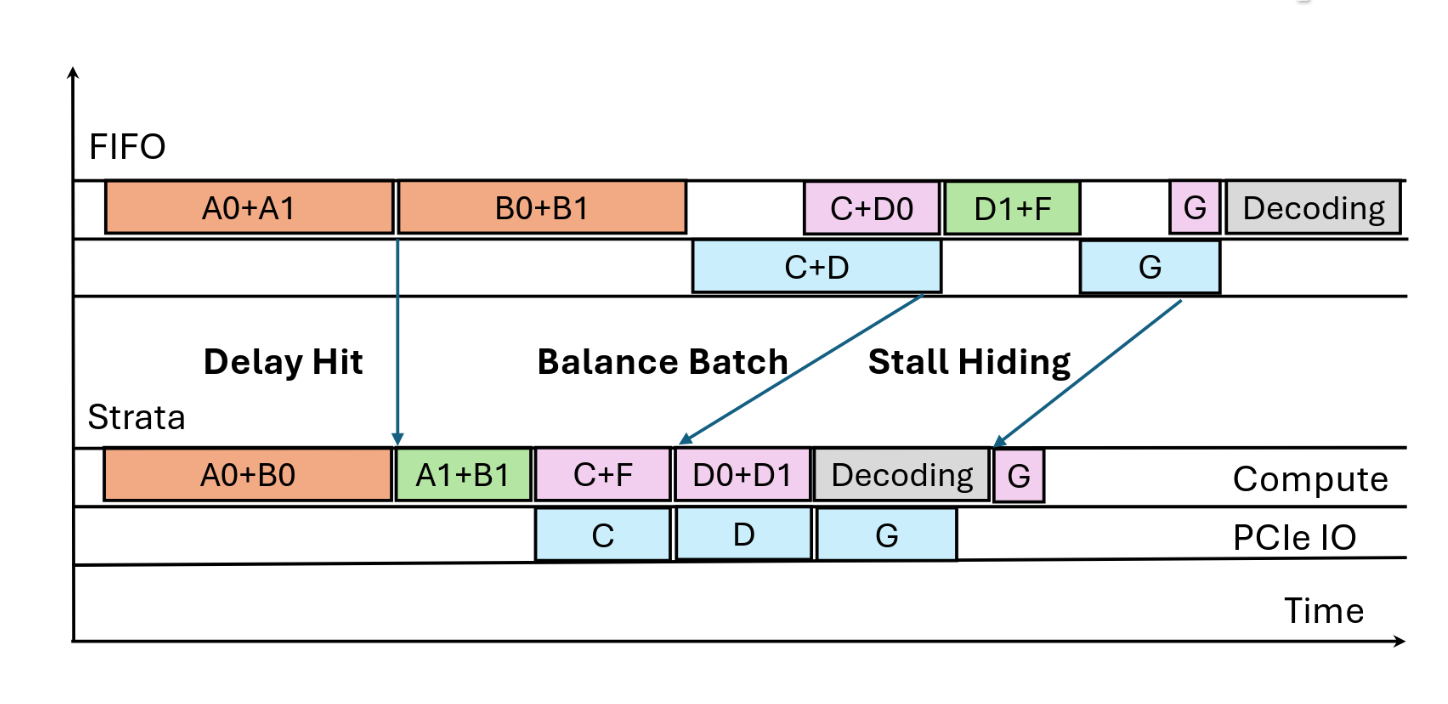 FIFO
A0+A1
B0+B1
C+D0
D1+F
G
Decoding
C+D
G
Delay Hit
Balance Batch
Stall Hiding
Strata
A0+B0
A1+B1
C+F
D0+D1
Decoding
G
Compute
C
D
G
PCIe IO
Time